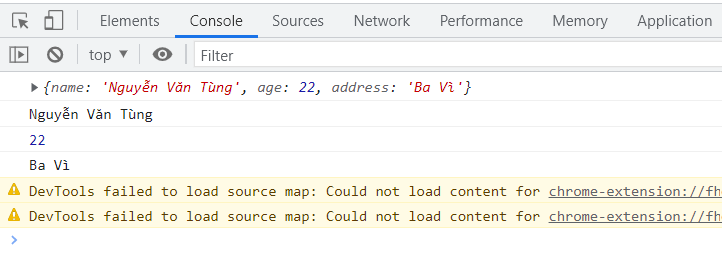 Elements Console Sources Network Performance Memory Application
top Filter
{name: 'Nguyễn Văn Tùng', age: 22, address: 'Ba Vì'}
Nguyễn Văn Tùng
22
Ba Vì
DevTools failed to load source map: Could not load content for chrome-extension://fh
DevTools failed to load source map: Could not load content for chrome-extension://fh